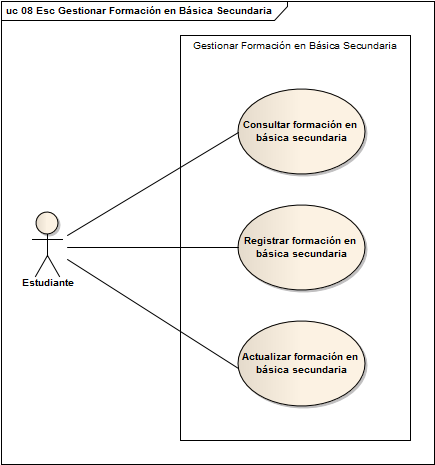 uc 08 Esc Gestionar Formación en Básica Secundaria
Gestionar Formación en Básica Secundaria
Consultar formación en
básica secundaria
Registrar formación en
básica secundaria
Estudiante
Actualizar formación en
básica secundaria